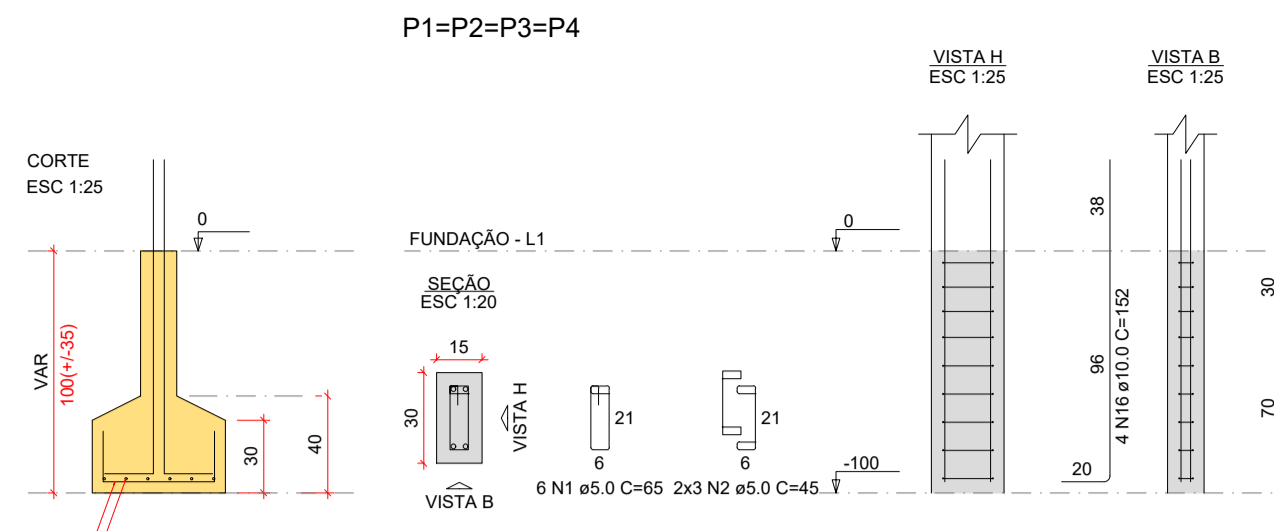 P1=P2=P3=P4
VISTA H
ESC 1:25
VISTA B
ESC 1:25
CORTE
ESC 1:25
0
VAR
100(+/-35)
30
40
FUNDAÇÃO - L1
0
SEÇÃO
ESC 1:20
15
30
VISTA H
VISTA B
21
6
6 N1 ø5.0 C=65
21
6
2x3 N2 ø5.0 C=45
-100
38
96
4 N16 ø10.0 C=152
20
30
70